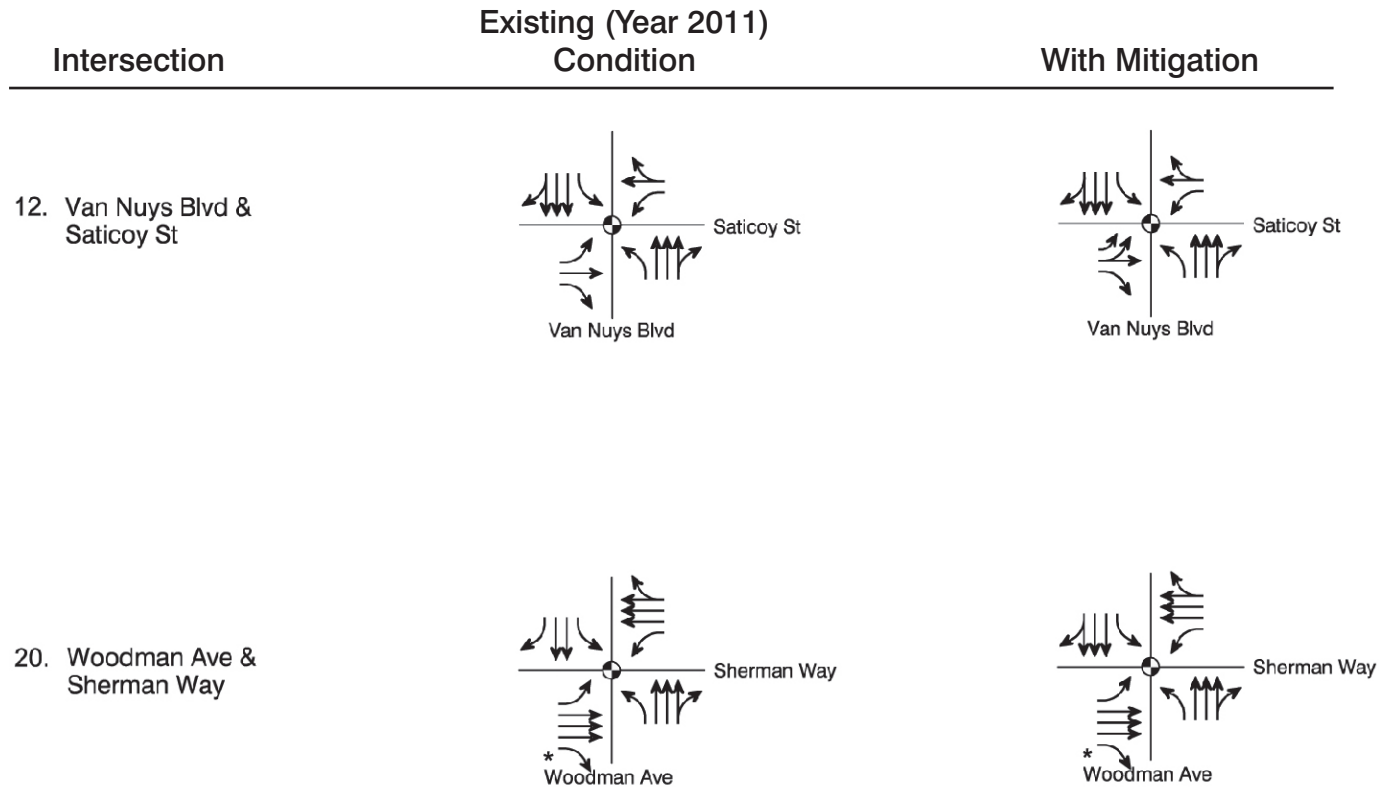 Existing (Year 2011)
Intersection Condition With Mitigation
12. Van Nuys Blvd &
Saticoy St
Saticoy St
Van Nuys Blvd
Saticoy St
Van Nuys Blvd
20. Woodman Ave &
Sherman Way
Sherman Way
*
Woodman Ave
Sherman Way
*
Woodman Ave